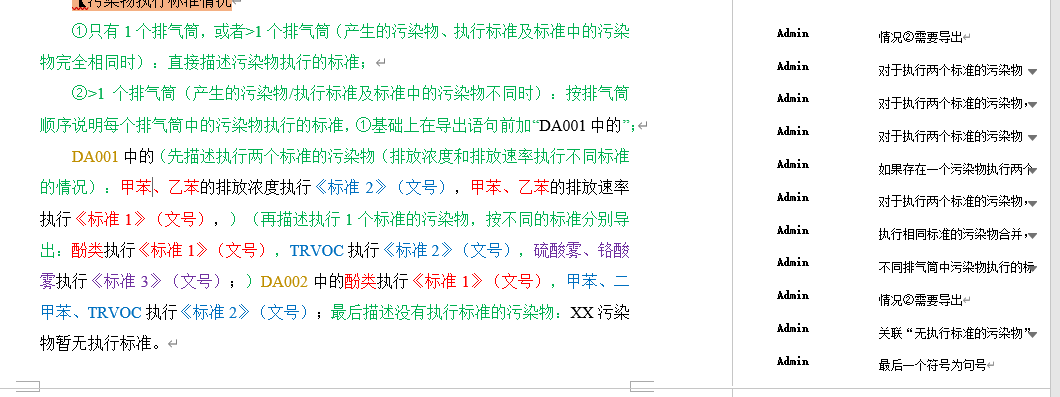 污染物执行标准情况
①只有 1 个排气筒，或者>1 个排气筒（产生的污染物、执行标准及标准中的污染
物完全相同时）：直接描述污染物执行的标准；
②>1 个排气筒（产生的污染物/执行标准及标准中的污染物不同时）：按排气筒
顺序说明每个排气筒中的污染物执行的标准，①基础上在导出语句前加“DA001 中的”；
DA001 中的（先描述执行两个标准的污染物（排放浓度和排放速率执行不同标准
的情况）：甲苯、乙苯的排放浓度执行《标准 2》（文号），甲苯、乙苯的排放速率
执行《标准 1》（文号），）（再描述执行 1 个标准的污染物，按不同的标准分别导
出：酚类执行《标准 1》（文号），TRVOC 执行《标准 2》（文号），硫酸雾、铬酸
雾执行《标准 3》（文号）；）DA002 中的酚类执行《标准 1》（文号），甲苯、二
甲苯、TRVOC 执行《标准 2》（文号）；最后描述没有执行标准的污染物：XX 污染
物暂无执行标准。
Admin 情况②需要导出
Admin 对于执行两个标准的污染物
Admin 对于执行两个标准的污染物，
Admin 对于执行两个标准的污染物
Admin 如果存在一个污染物执行两个
Admin 对于执行两个标准的污染物，
Admin 执行相同标准的污染物合并，
Admin 不同排气筒中污染物执行的标
Admin 情况②需要导出
Admin 关联“无执行标准的污染物”
Admin 最后一个符号为句号